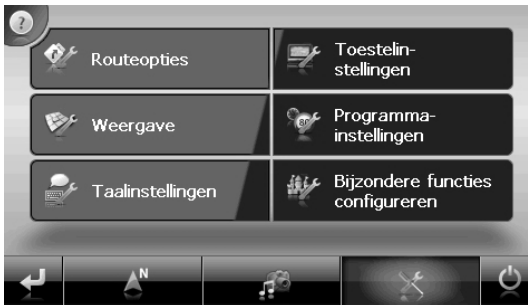 ?
Routeopties
Toestelin-
stellingen
Weergave
Programma-
instellingen
Taalinstellingen
Bijzondere functies
configureren
N